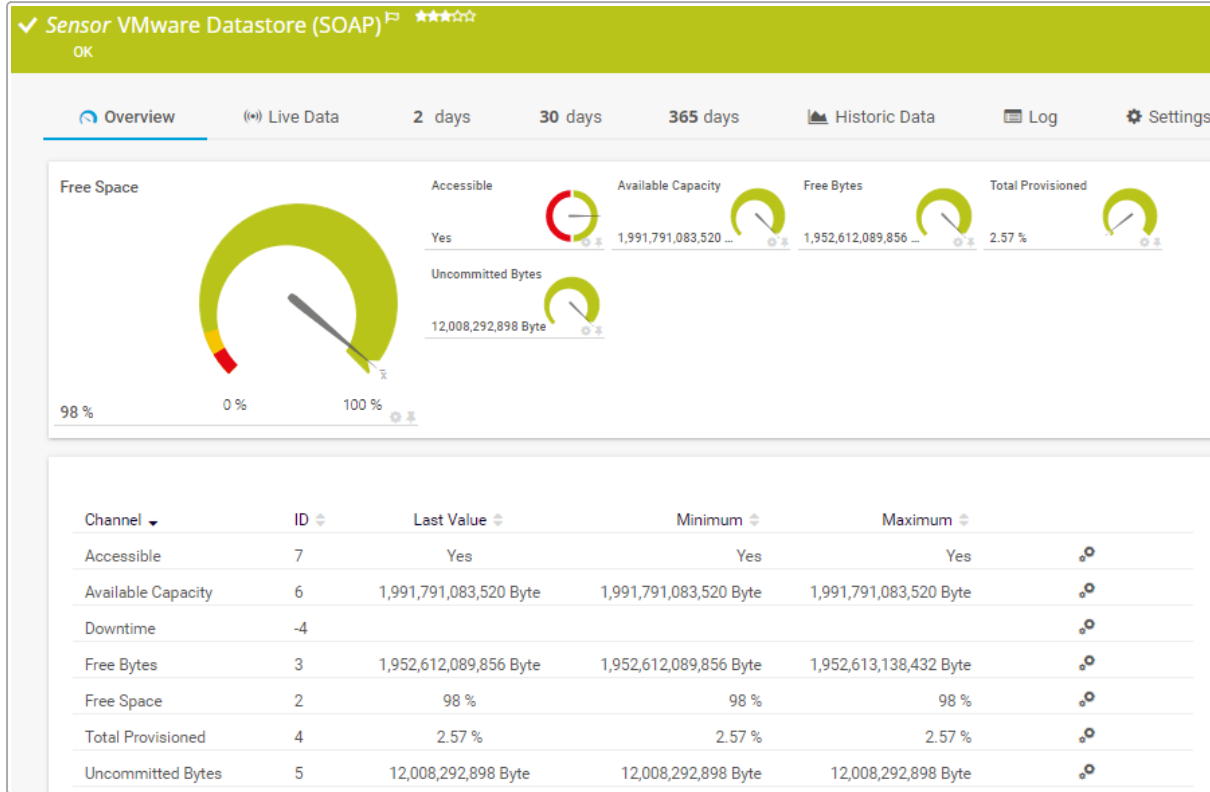 Sensor VMware Datastore (SOAP)
OK
Overview Live Data 2 days 30 days 365 days Historic Data Log Settings
Free Space
98 %
0 %
100 %
x̄
Accessible
Yes
Available Capacity
1,991,791,083,520 ...
Free Bytes
1,952,612,089,856 ...
Total Provisioned
2.57 %
Uncommitted Bytes
12,008,292,898 Byte
Channel ID Last Value Minimum Maximum
Accessible 7 Yes Yes Yes
Available Capacity 6 1,991,791,083,520 Byte 1,991,791,083,520 Byte 1,991,791,083,520 Byte
Downtime -4
Free Bytes 3 1,952,612,089,856 Byte 1,952,612,089,856 Byte 1,952,613,138,432 Byte
Free Space 2 98 % 98 % 98 %
Total Provisioned 4 2.57 % 2.57 % 2.57 %
Uncommitted Bytes 5 12,008,292,898 Byte 12,008,292,898 Byte 12,008,292,898 Byte